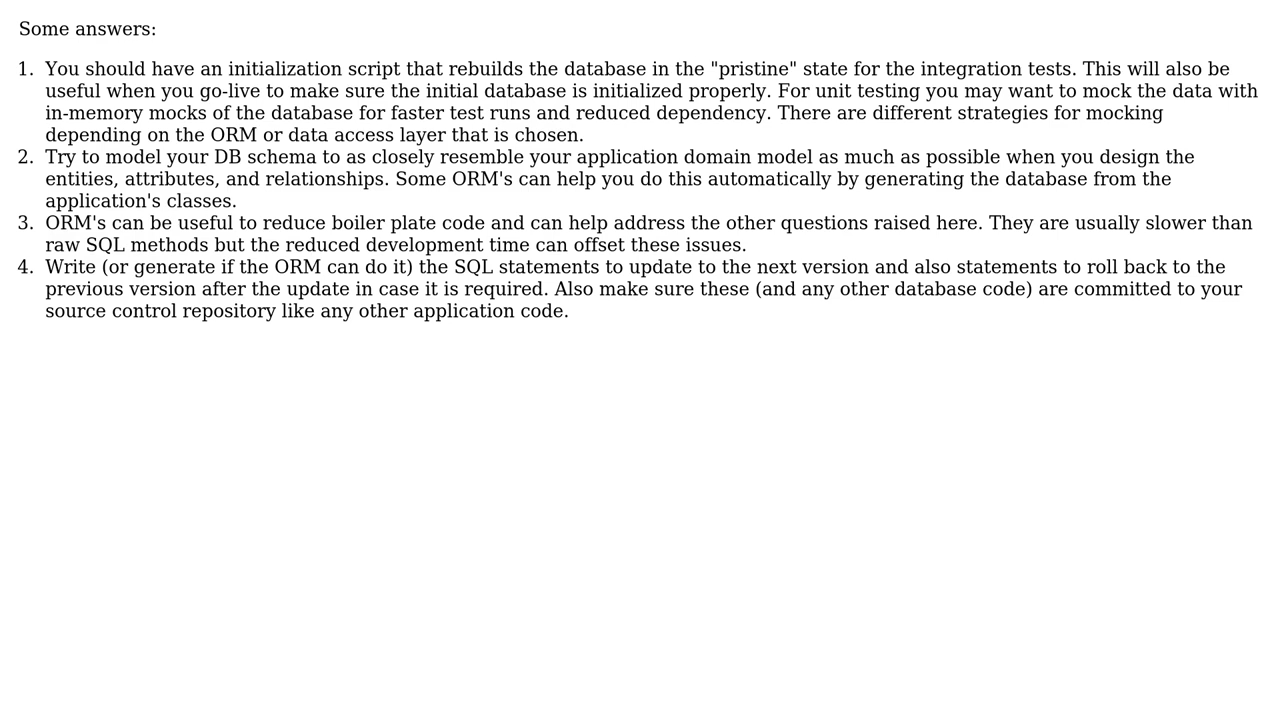 Some answers:
1. You should have an initialization script that rebuilds the database in the "pristine" state for the integration tests. This will also be
useful when you go-live to make sure the initial database is initialized properly. For unit testing you may want to mock the data with
in-memory mocks of the database for faster test runs and reduced dependency. There are different strategies for mocking
depending on the ORM or data access layer that is chosen.
2. Try to model your DB schema to as closely resemble your application domain model as much as possible when you design the
entities, attributes, and relationships. Some ORM's can help you do this automatically by generating the database from the
application's classes.
3. ORM's can be useful to reduce boiler plate code and can help address the other questions raised here. They are usually slower than
raw SQL methods but the reduced development time can offset these issues.
4. Write (or generate if the ORM can do it) the SQL statements to update to the next version and also statements to roll back to the
previous version after the update in case it is required. Also make sure these (and any other database code) are committed to your
source control repository like any other application code.